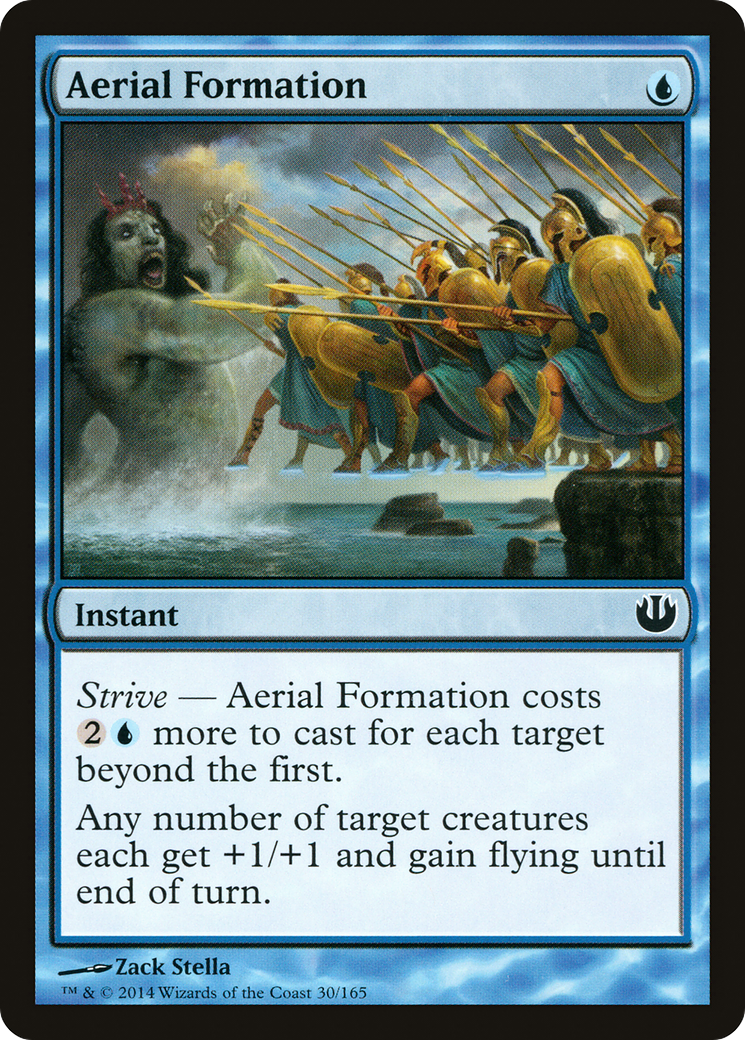 Aerial Formation
Instant
Strive — Aerial Formation costs
2 more to cast for each target
beyond the first.
Any number of target creatures
each get +1/+1 and gain flying until
end of turn.
Zack Stella
™ & © 2014 Wizards of the Coast 30/165